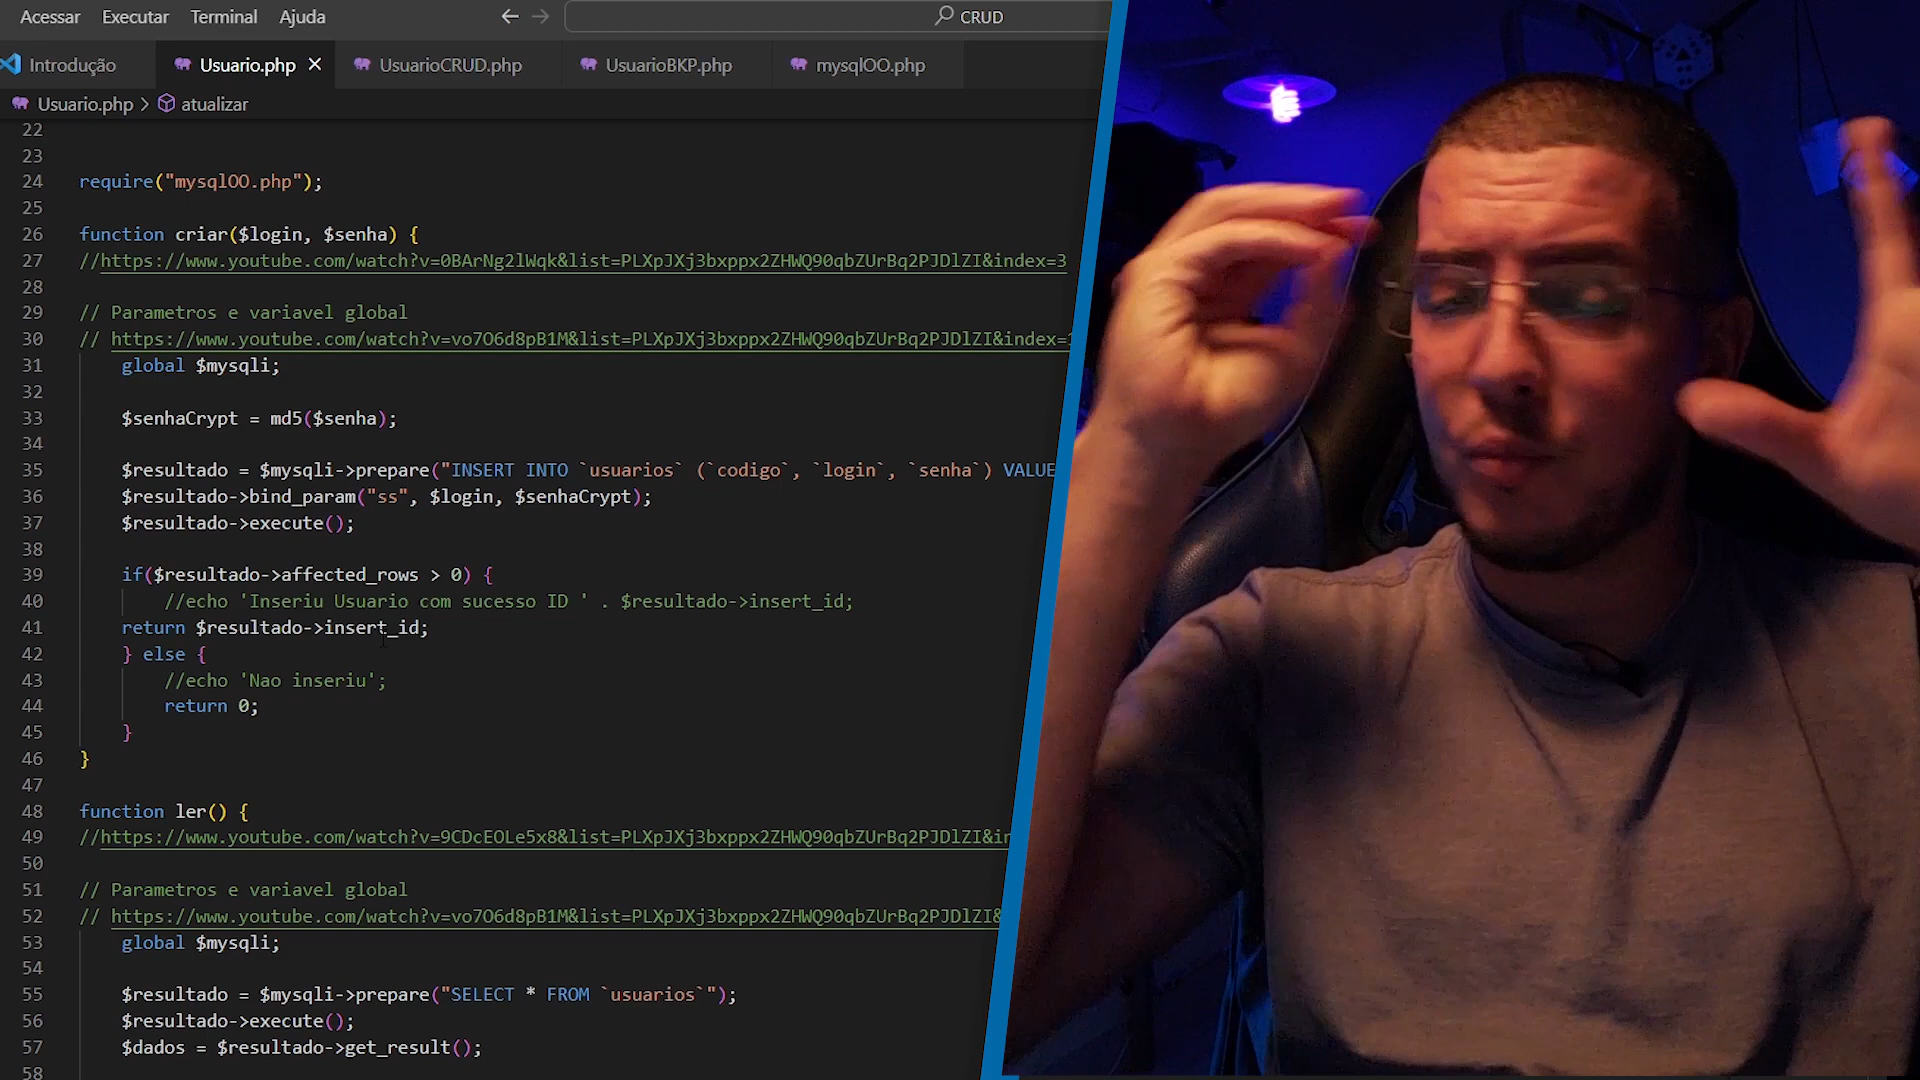 Acessar Executar Terminal Ajuda CRUD
Introdução Usuario.php UsuarioCRUD.php UsuarioBKP.php mysqlOO.php
Usuario.php > atualizar
22
23
24 require("mysqlOO.php");
25
26 function criar($login, $senha) {
27 //https://www.youtube.com/watch?v=0BArNg2lWqk&list=PLXpJXj3bxppx2ZHWQ90qbZUrBq2PJDlZI&index=3
28
29 // Parametros e variavel global
30 // https://www.youtube.com/watch?v=vo7O6d8pB1M&list=PLXpJXj3bxppx2ZHWQ90qbZUrBq2PJDlZI&index=
31 global $mysqli;
32
33 $senhaCrypt = md5($senha);
34
35 $resultado = $mysqli->prepare("INSERT INTO `usuarios` (`codigo`, `login`, `senha`) VALUE
36 $resultado->bind_param("ss", $login, $senhaCrypt);
37 $resultado->execute();
38
39 if($resultado->affected_rows > 0) {
40 //echo 'Inseriu Usuario com sucesso ID ' . $resultado->insert_id;
41 return $resultado->insert_id;
42 } else {
43 //echo 'Nao inseriu';
44 return 0;
45 }
46 }
47
48 function ler() {
49 //https://www.youtube.com/watch?v=9CDcEOLe5x8&list=PLXpJXj3bxppx2ZHWQ90qbZUrBq2PJDlZI&in
50
51 // Parametros e variavel global
52 // https://www.youtube.com/watch?v=vo7O6d8pB1M&list=PLXpJXj3bxppx2ZHWQ90qbZUrBq2PJDlZI&
53 global $mysqli;
54
55 $resultado = $mysqli->prepare("SELECT * FROM `usuarios`");
56 $resultado->execute();
57 $dados = $resultado->get_result();
58